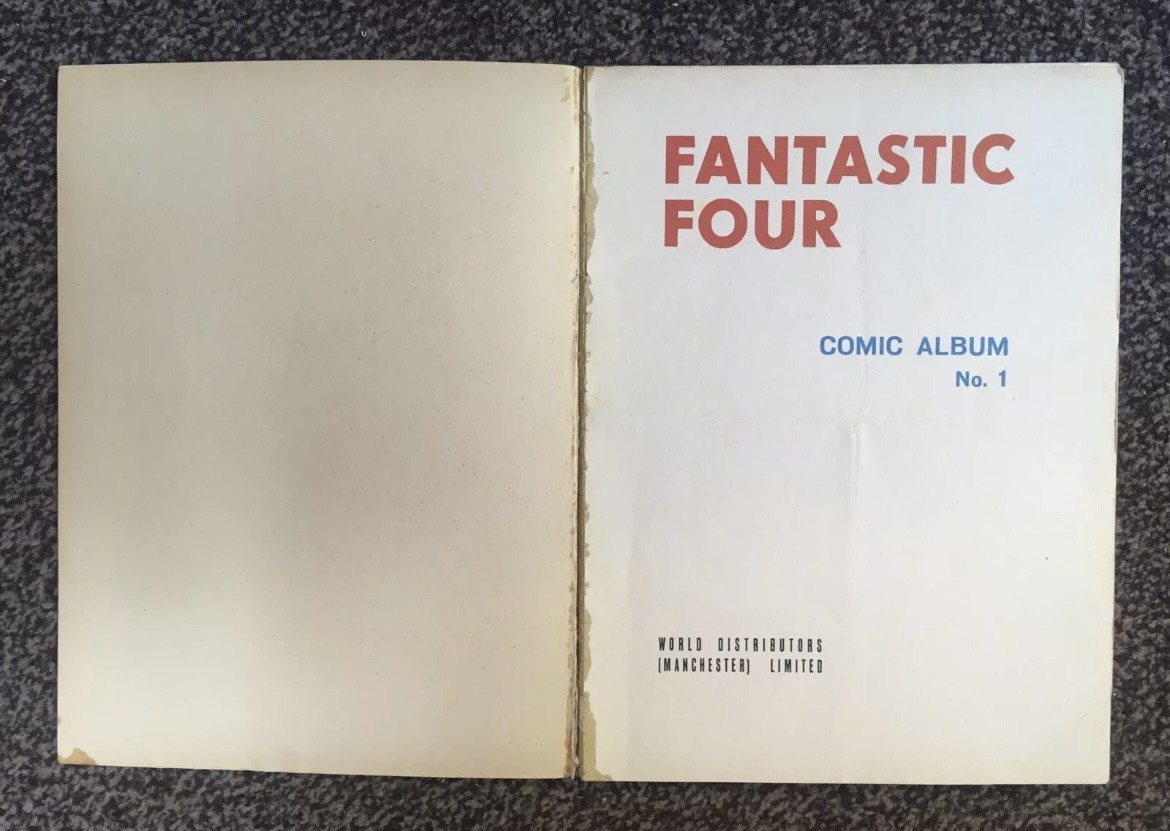 FANTASTIC
FOUR
COMIC ALBUM
No. 1
WORLD DISTRIBUTORS
(MANCHESTER) LIMITED